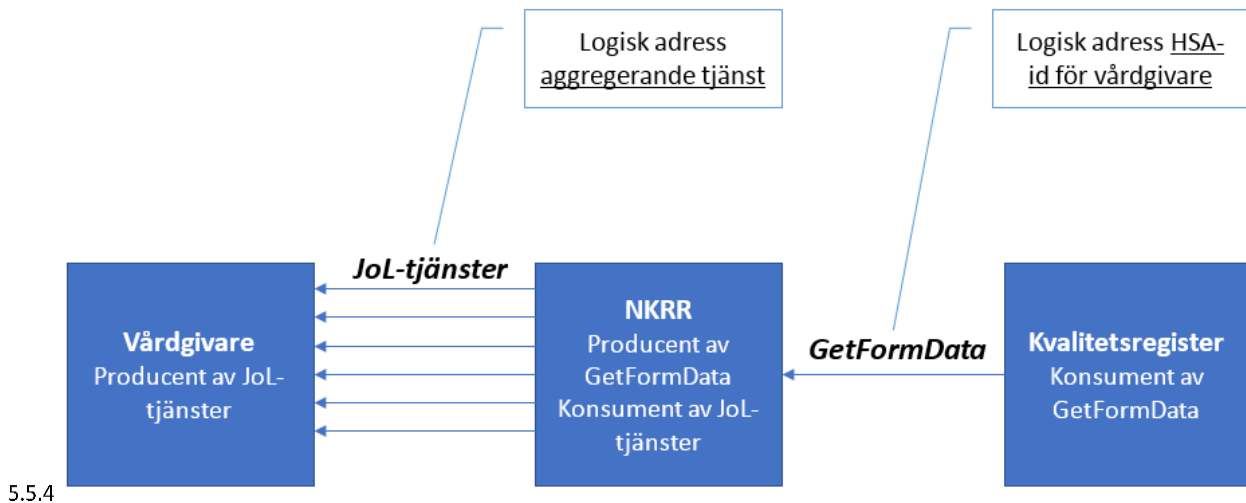 Logisk adress
aggregerande tjänst
Logisk adress HSA-
id för vårdgivare
JoL-tjänster
GetFormData
Vårdgivare
Producent av JoL-
tjänster
NKRR
Producent av
GetFormData
Konsument av JoL-
tjänster
Kvalitetsregister
Konsument av
GetFormData
5.5.4